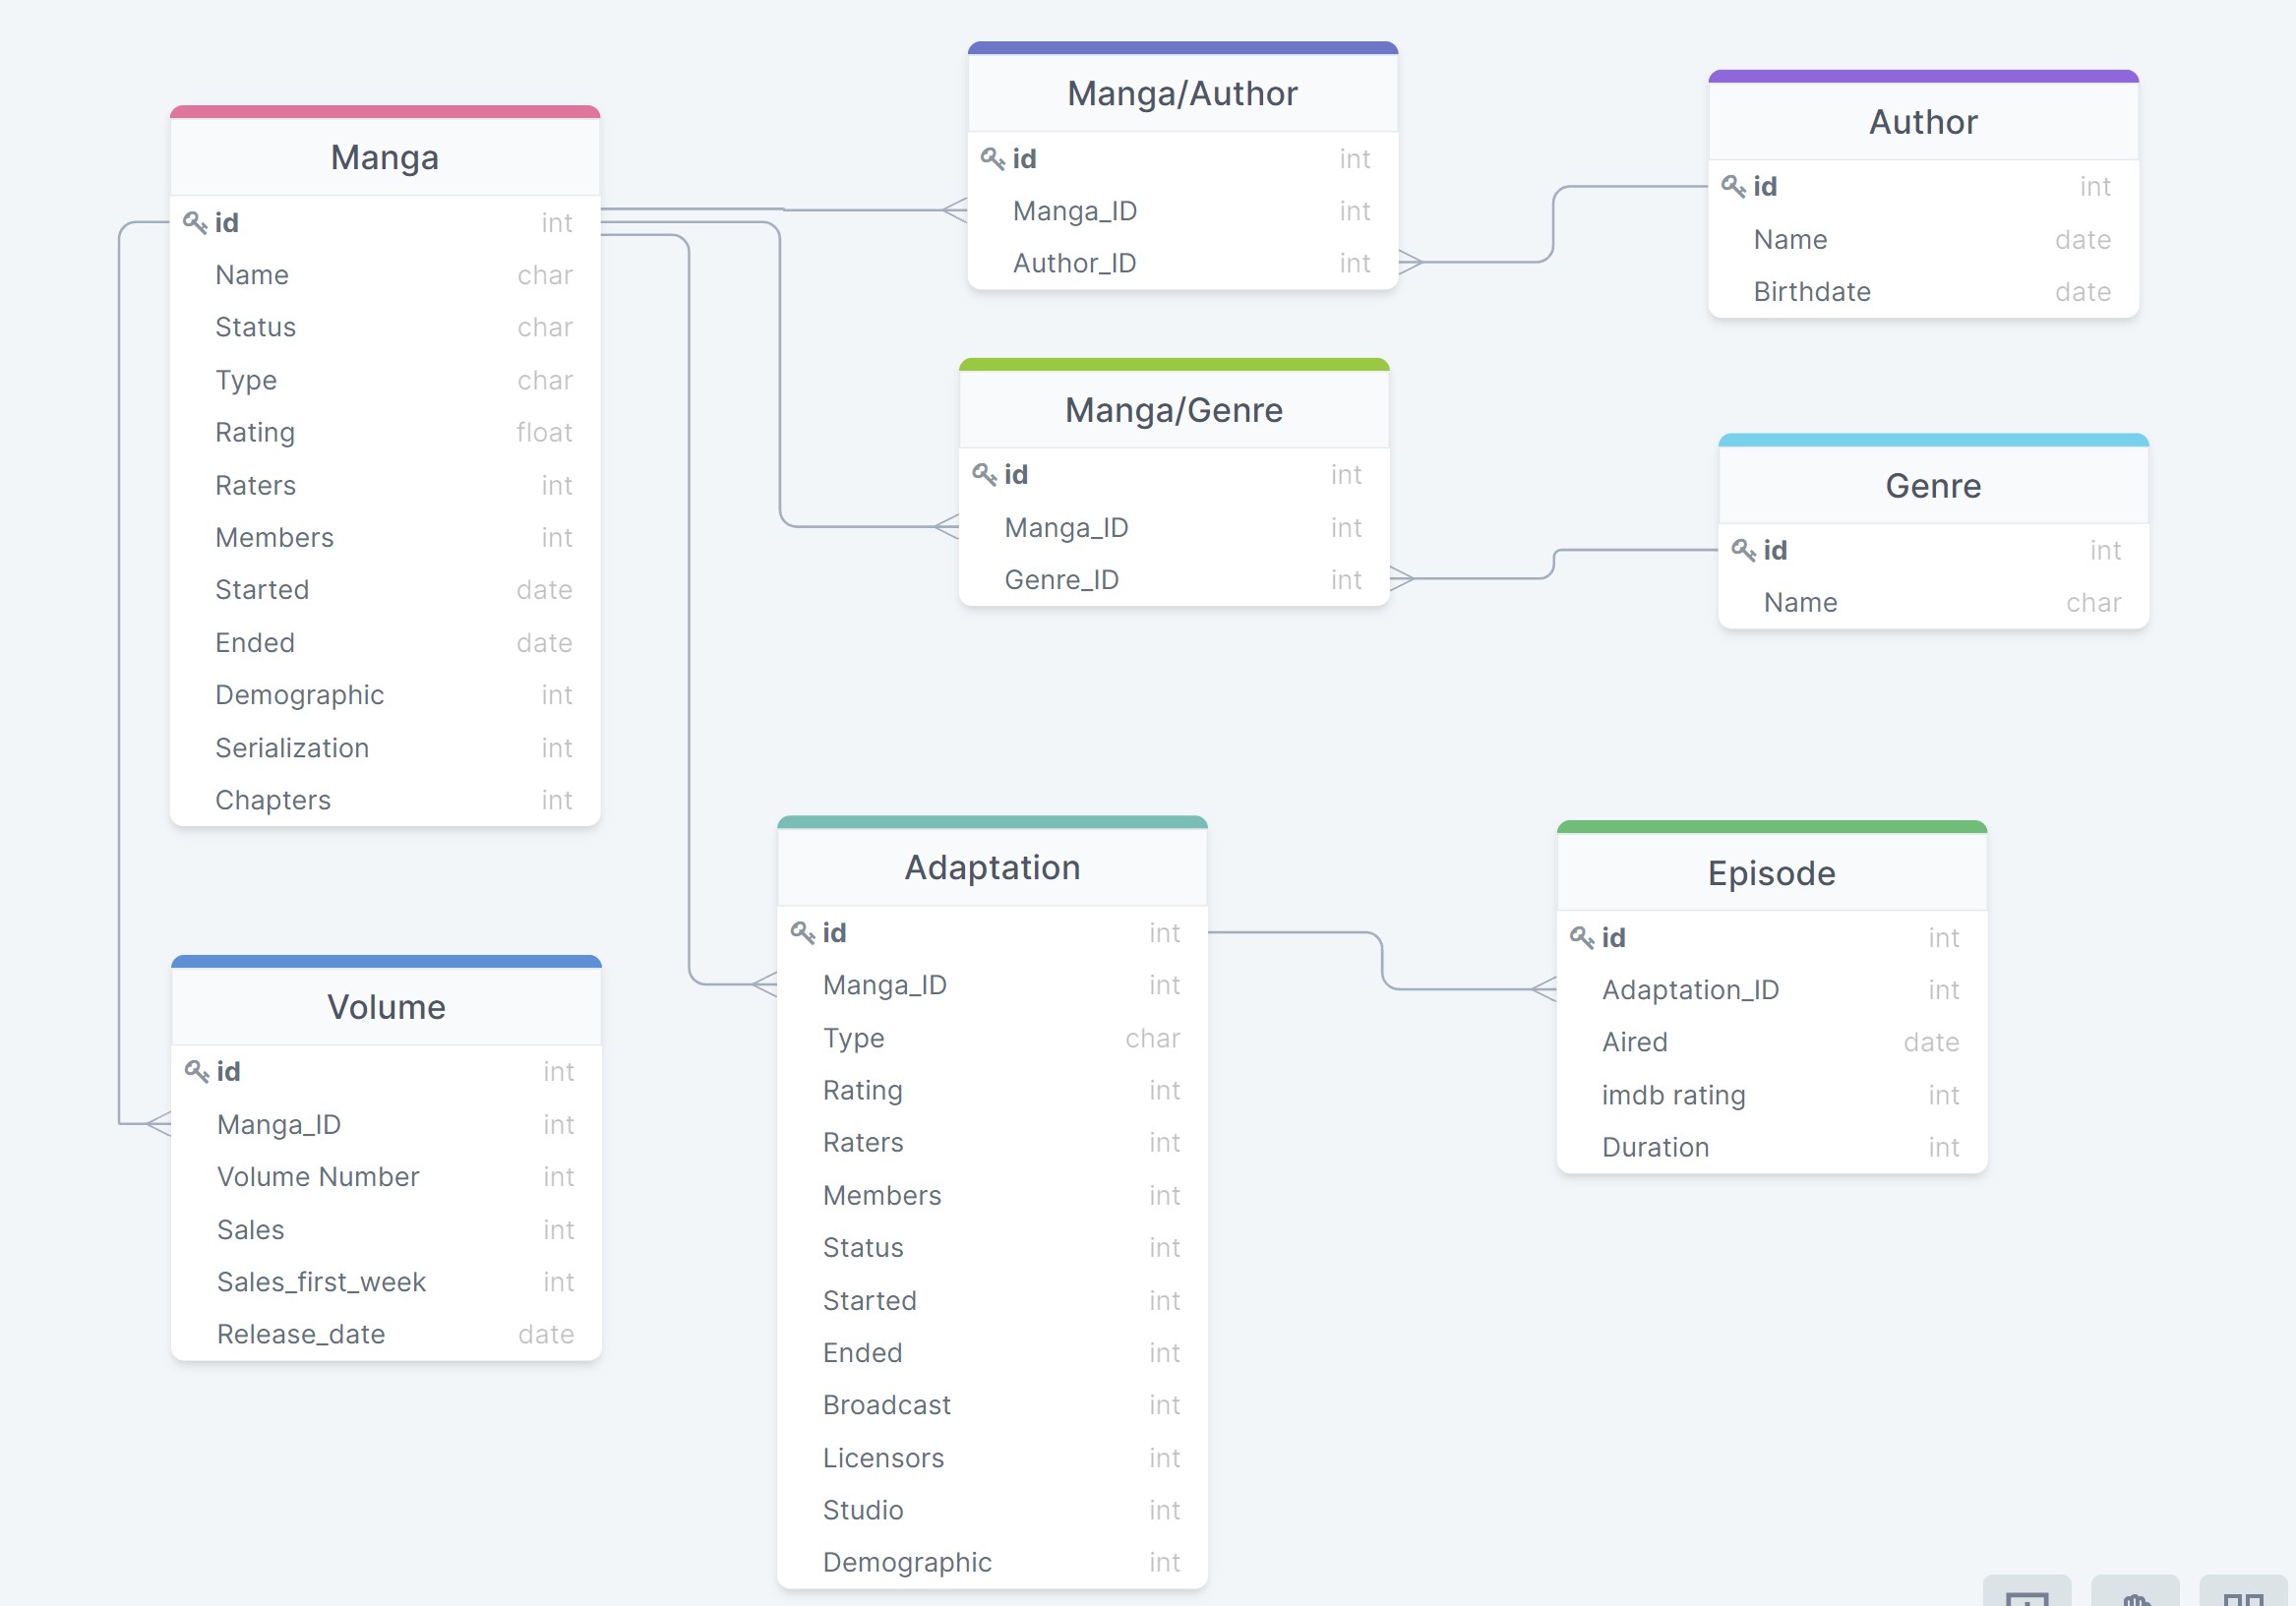 Manga
id int
Name char
Status char
Type char
Rating float
Raters int
Members int
Started date
Ended date
Demographic int
Serialization int
Chapters int
Manga/Author
id int
Manga_ID int
Author_ID int
Author
id int
Name date
Birthdate date
Manga/Genre
id int
Manga_ID int
Genre_ID int
Genre
id int
Name char
Volume
id int
Manga_ID int
Volume Number int
Sales int
Sales_first_week int
Release_date date
Adaptation
id int
Manga_ID int
Type char
Rating int
Raters int
Members int
Status int
Started int
Ended int
Broadcast int
Licensors int
Studio int
Demographic int
Episode
id int
Adaptation_ID int
Aired date
imdb rating int
Duration int